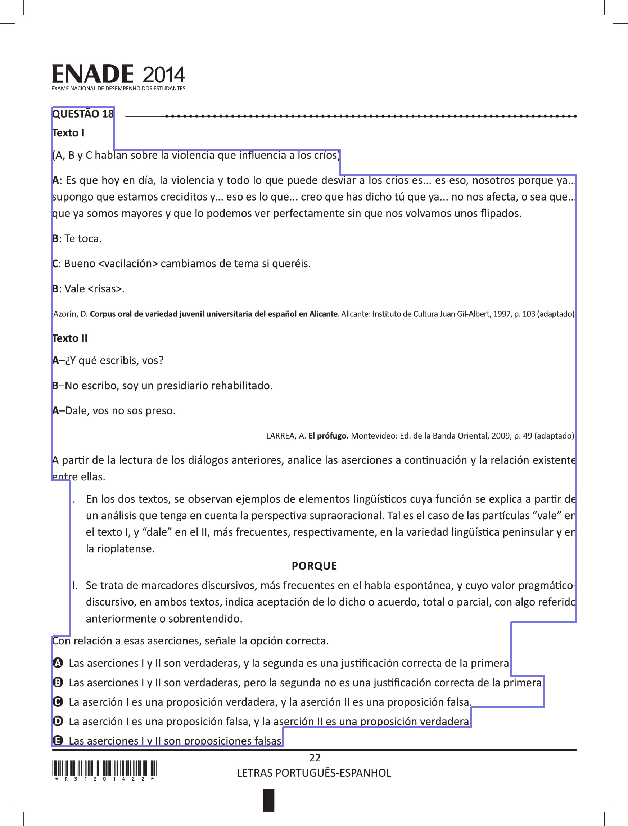 ENADE 2014
EXAME NACIONAL DE DESEMPENHO DOS ESTUDANTES
QUESTÃO 18
Texto I
(A, B y C hablan sobre la violencia que influencia a los críos)
A: Es que hoy en día, la violencia y todo lo que puede desviar a los críos es... es eso, nosotros porque ya...
supongo que estamos creciditos y... eso es lo que... creo que has dicho tú que ya... no nos afecta, o sea que...
que ya somos mayores y que lo podemos ver perfectamente sin que nos volvamos unos flipados.
B: Te toca.
C: Bueno <vacilación> cambiamos de tema si queréis.
B: Vale <risas>.
Azorín, D. Corpus oral de variedad juvenil universitaria del español en Alicante. Alicante: Instituto de Cultura Juan Gil-Albert, 1997, p. 103 (adaptado)
Texto II
A–¿Y qué escribis, vos?
B–No escribo, soy un presidiario rehabilitado.
A–Dale, vos no sos preso.
LARREA, A. El prófugo. Montevideo: Ed. de la Banda Oriental, 2009, p. 49 (adaptado)
A partir de la lectura de los diálogos anteriores, analice las aserciones a continuación y la relación existente
entre ellas.
I. En los dos textos, se observan ejemplos de elementos lingüísticos cuya función se explica a partir de
un análisis que tenga en cuenta la perspectiva supraoracional. Tal es el caso de las partículas “vale” en
el texto I, y “dale” en el II, más frecuentes, respectivamente, en la variedad lingüística peninsular y en
la rioplatense.
PORQUE
II. Se trata de marcadores discursivos, más frecuentes en el habla espontánea, y cuyo valor pragmático-
discursivo, en ambos textos, indica aceptación de lo dicho o acuerdo, total o parcial, con algo referido
anteriormente o sobrentendido.
Con relación a esas aserciones, señale la opción correcta.
A Las aserciones I y II son verdaderas, y la segunda es una justificación correcta de la primera.
B Las aserciones I y II son verdaderas, pero la segunda no es una justificación correcta de la primera.
C La aserción I es una proposición verdadera, y la aserción II es una proposición falsa.
D La aserción I es una proposición falsa, y la aserción II es una proposición verdadera.
E Las aserciones I y II son proposiciones falsas.
22
LETRAS PORTUGUÊS-ESPANHOL
*R3120142​2*